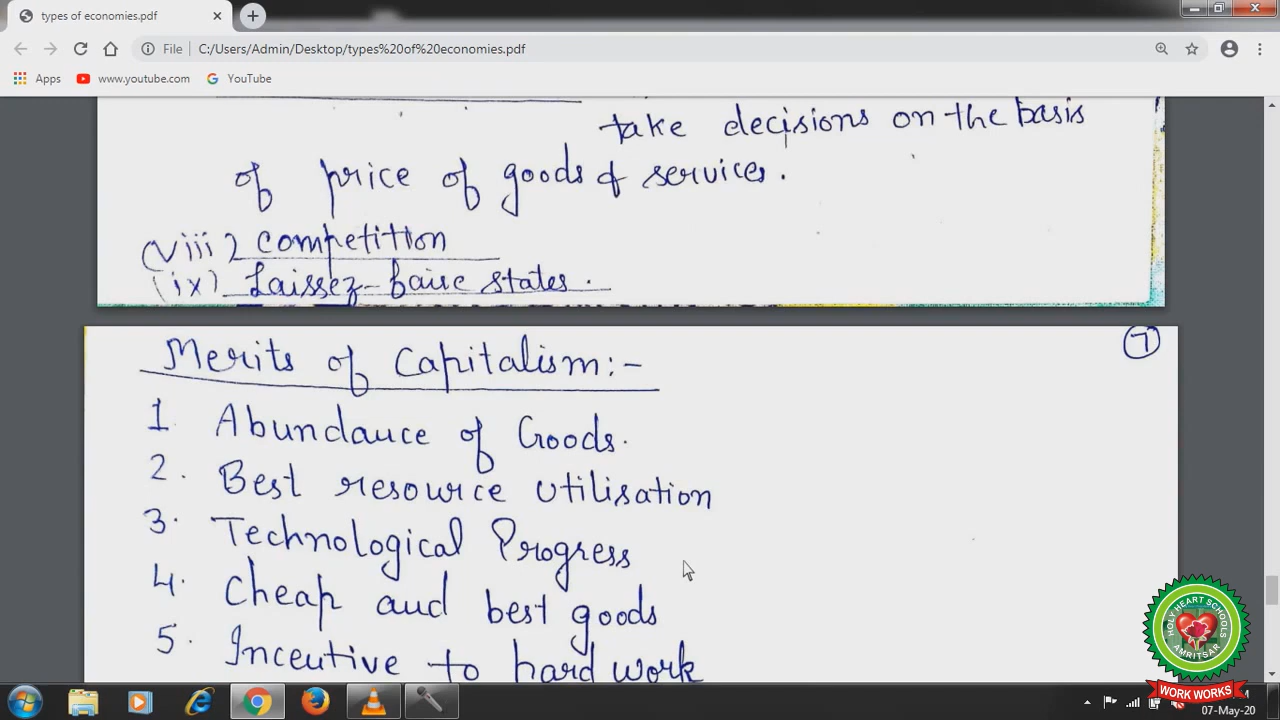 types of economies.pdf
File
C:/Users/Admin/Desktop/types%20of%20economies.pdf
Apps
www.youtube.com
YouTube
take decisions on the basis
of price of goods & services.
(viii) competition
(ix) Laissez-faire states.
7
Merits of Capitalism:-
1. Abundance of Goods.
2. Best resource utilisation
3. Technological Progress
4. Cheap and best goods
5. Incentive to hard work
HOLY HEART SCHOOLS
AMRITSAR
WORK WORKS
07-May-20